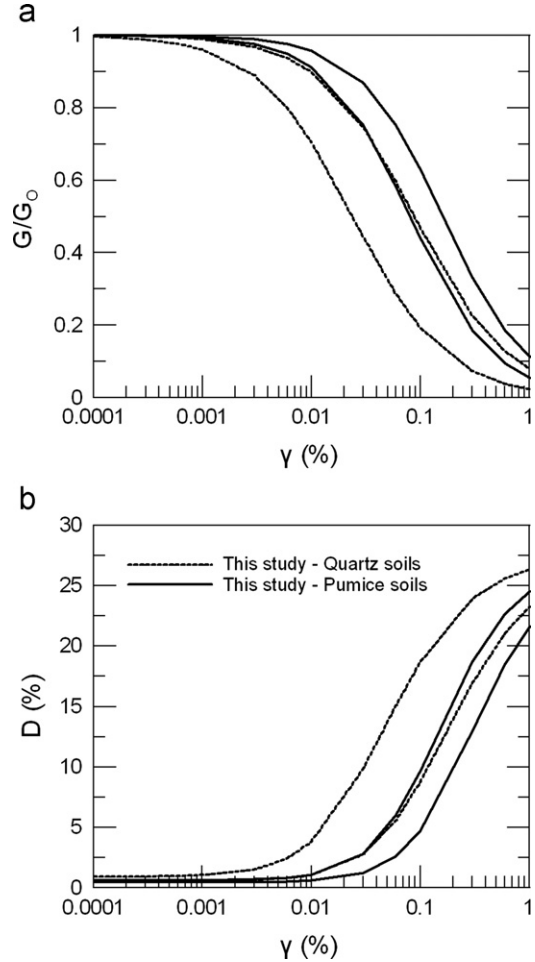 a
1
0.8
0.6
0.4
0.2
0
G/G₀
0.0001 0.001 0.01 0.1 1
γ (%)
b
30
25
20
15
10
5
0
D (%)
This study - Quartz soils
This study - Pumice soils
0.0001 0.001 0.01 0.1 1
γ (%)